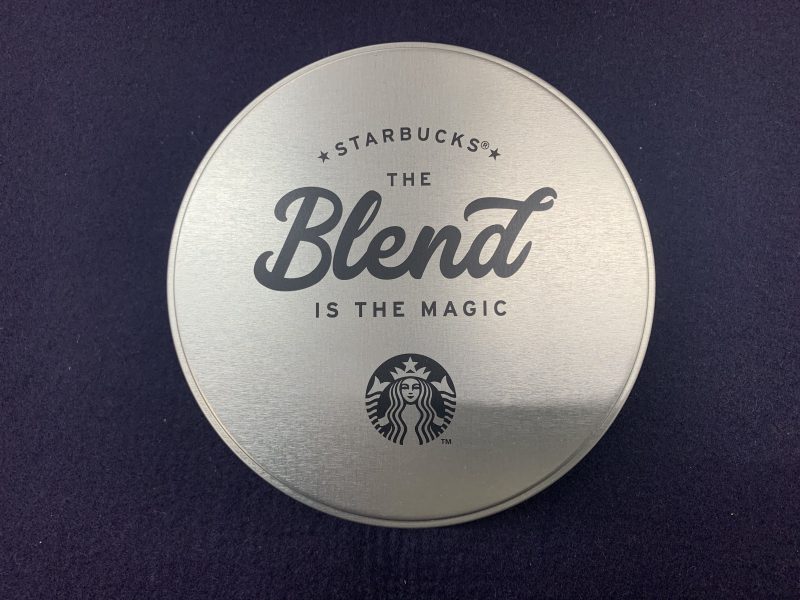 ★STARBUCKS®★
THE
Blend
IS THE MAGIC
TM